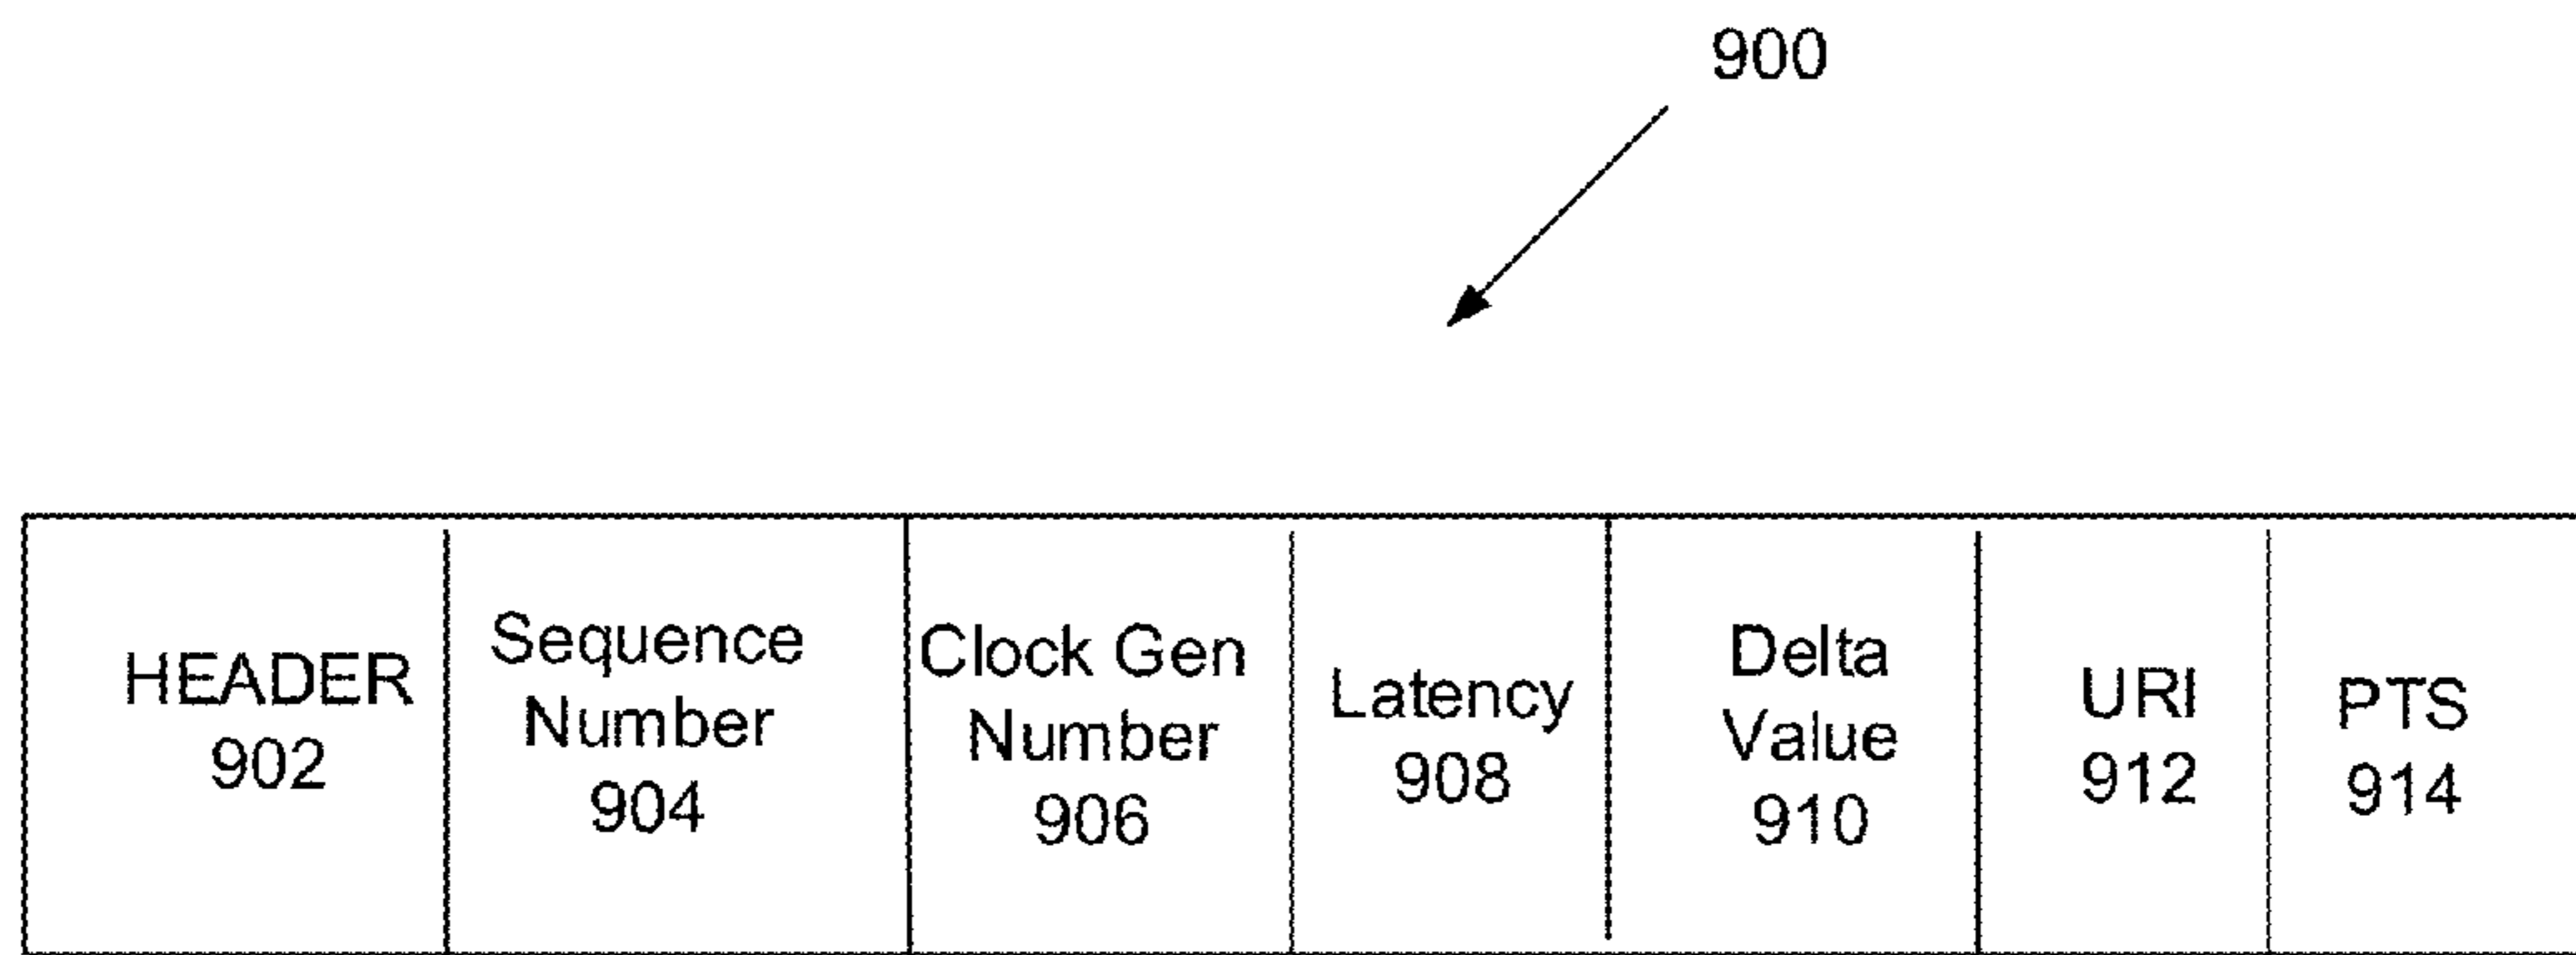 900
HEADER
902
Sequence
Number
904
Clock Gen
Number
906
Latency
908
Delta
Value
910
URI
912
PTS
914